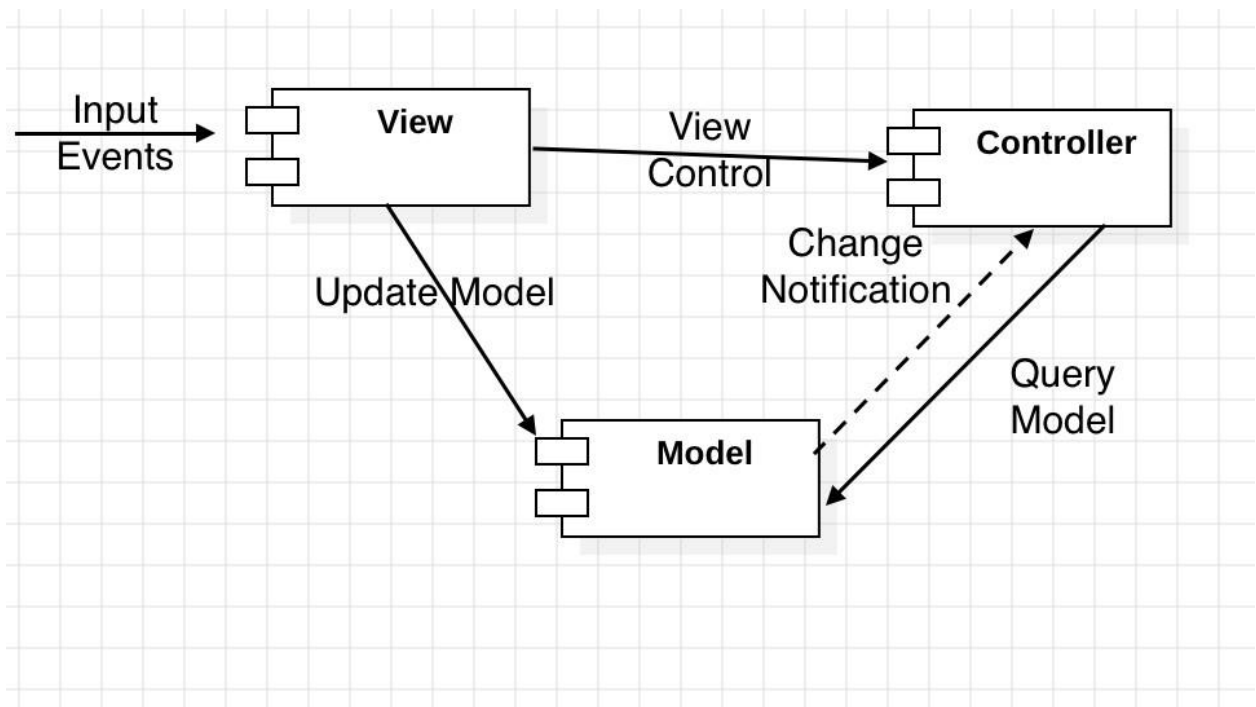 Input
Events
View
View
Control
Controller
Update Model
Change
Notification
Query
Model
Model